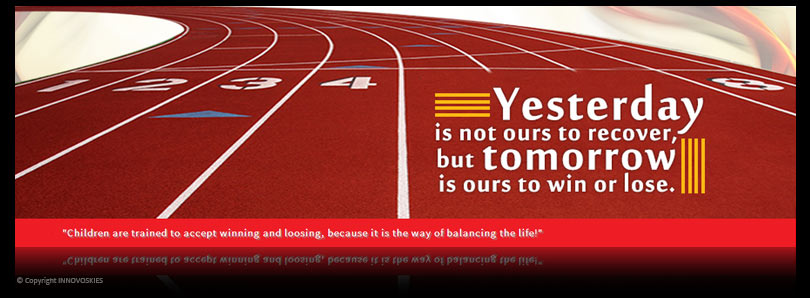 1 2 3 4 8
Yesterday
is not ours to recover,
but tomorrow
is ours to win or lose.
"Children are trained to accept winning and loosing, because it is the way of balancing the life!"
© Copyright INNOVOSKIES